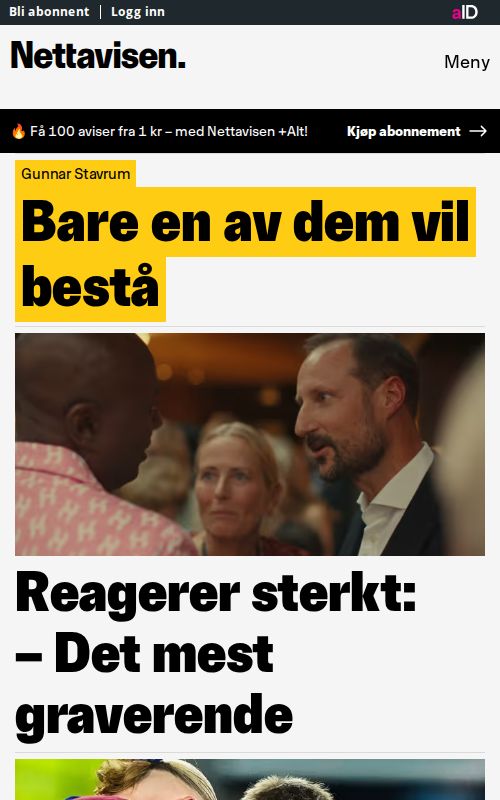 Bli abonnent | Logg inn
aID
Nettavisen.
Meny
🔥 Få 100 aviser fra 1 kr – med Nettavisen +Alt!
Kjøp abonnement →
Gunnar Stavrum
Bare en av dem vil
bestå
Reagerer sterkt:
– Det mest
graverende